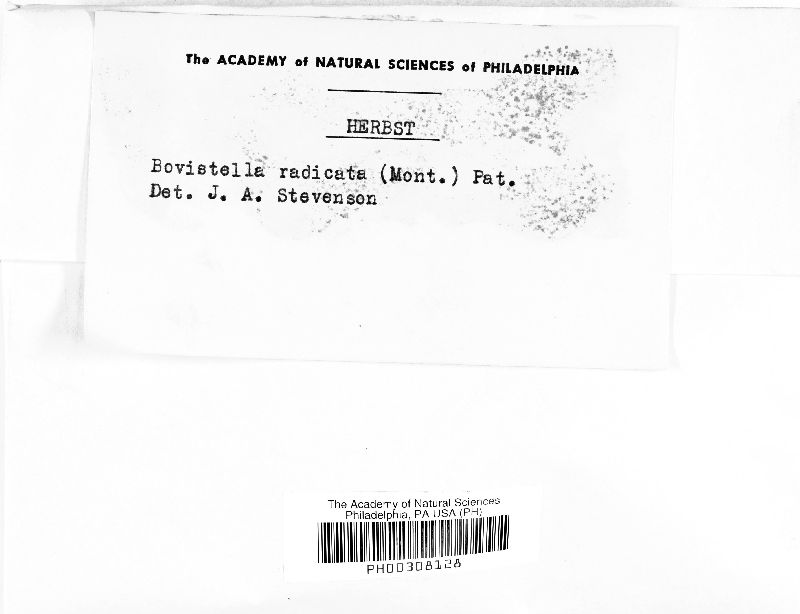 The ACADEMY of NATURAL SCIENCES of PHILADELPHIA
HERBST
Bovistella radicata (Mont.) Pat.
Det. J. A. Stevenson
The Academy of Natural Sciences
Philadelphia, PA USA (PH)
PH00308128